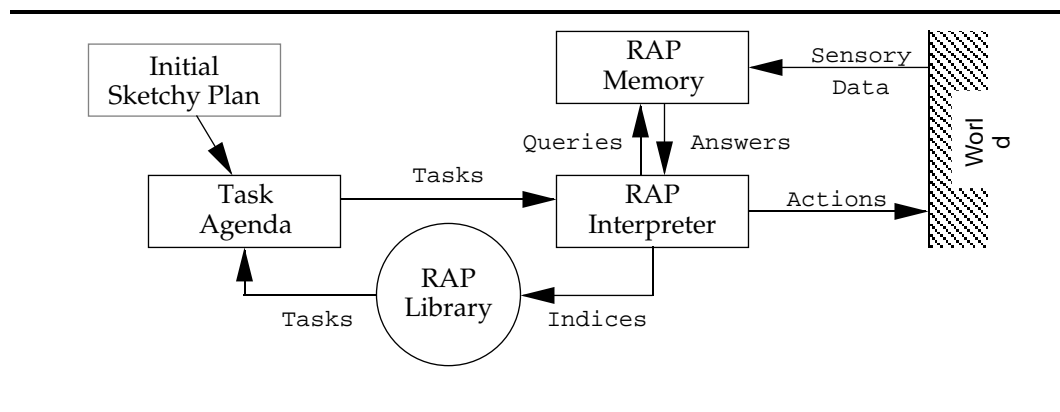 Initial
Sketchy Plan
RAP
Memory
Sensory
Data
Worl
d
Queries
Answers
Tasks
Task
Agenda
RAP
Interpreter
Actions
RAP
Library
Tasks
Indices